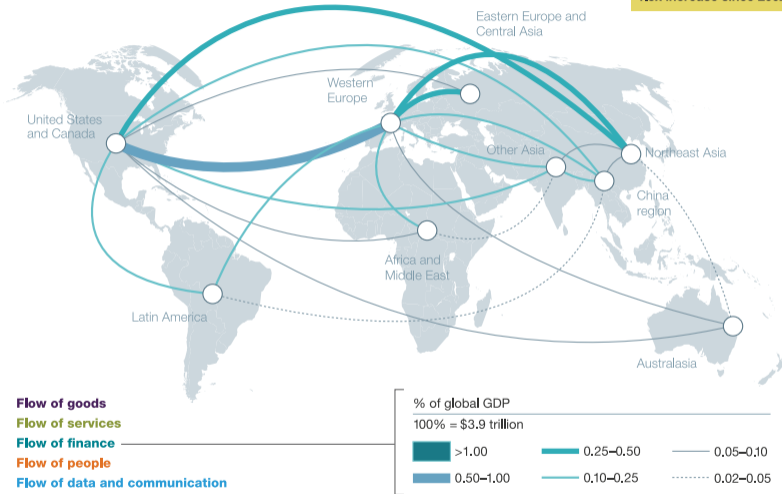 Eastern Europe and
Central Asia
Western
Europe
United States
and Canada
Other Asia
Northeast Asia
China
region
Africa and
Middle East
Latin America
Australasia
Flow of goods
Flow of services
Flow of finance
Flow of people
Flow of data and communication
% of global GDP
100% = $3.9 trillion
>1.00
0.25–0.50
0.05–0.10
0.50–1.00
0.10–0.25
0.02–0.05